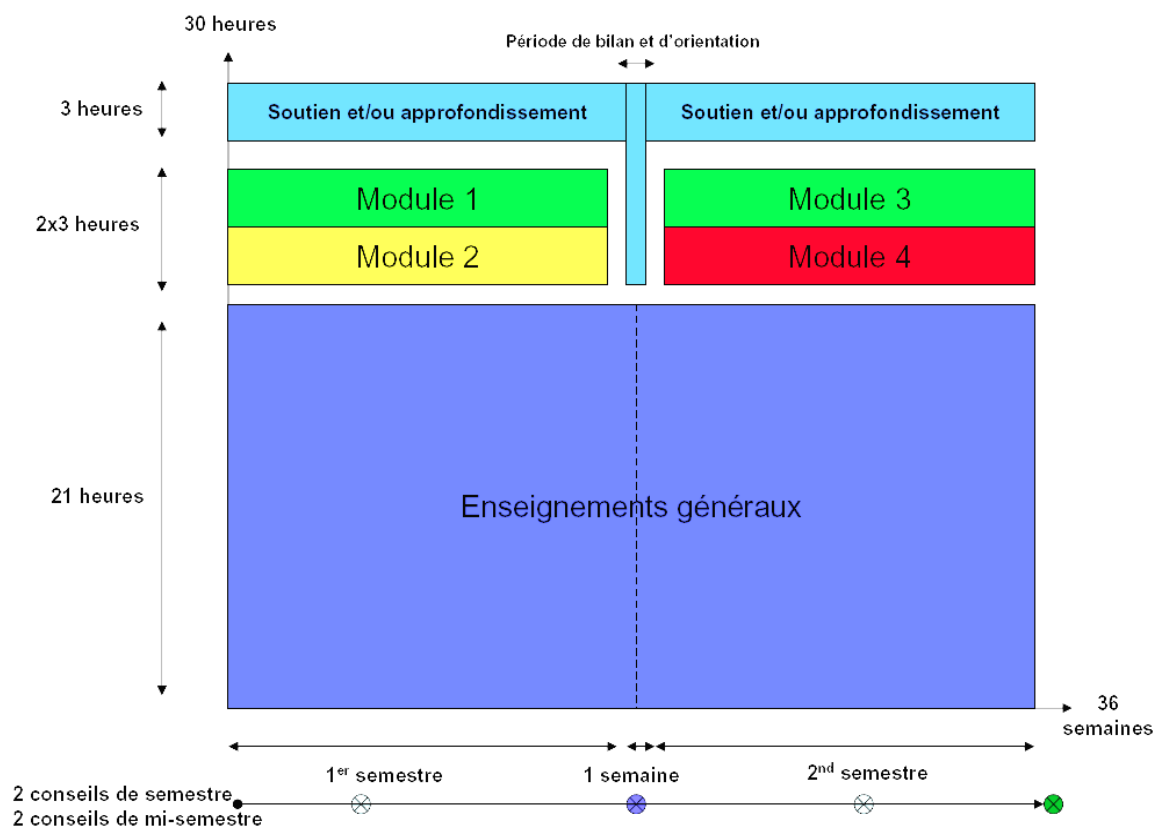 30 heures
Période de bilan et d'orientation
3 heures
Soutien et/ou approfondissement
Soutien et/ou approfondissement
2x3 heures
Module 1
Module 3
Module 2
Module 4
21 heures
Enseignements généraux
36
semaines
1er semestre
1 semaine
2nd semestre
2 conseils de semestre
2 conseils de mi-semestre